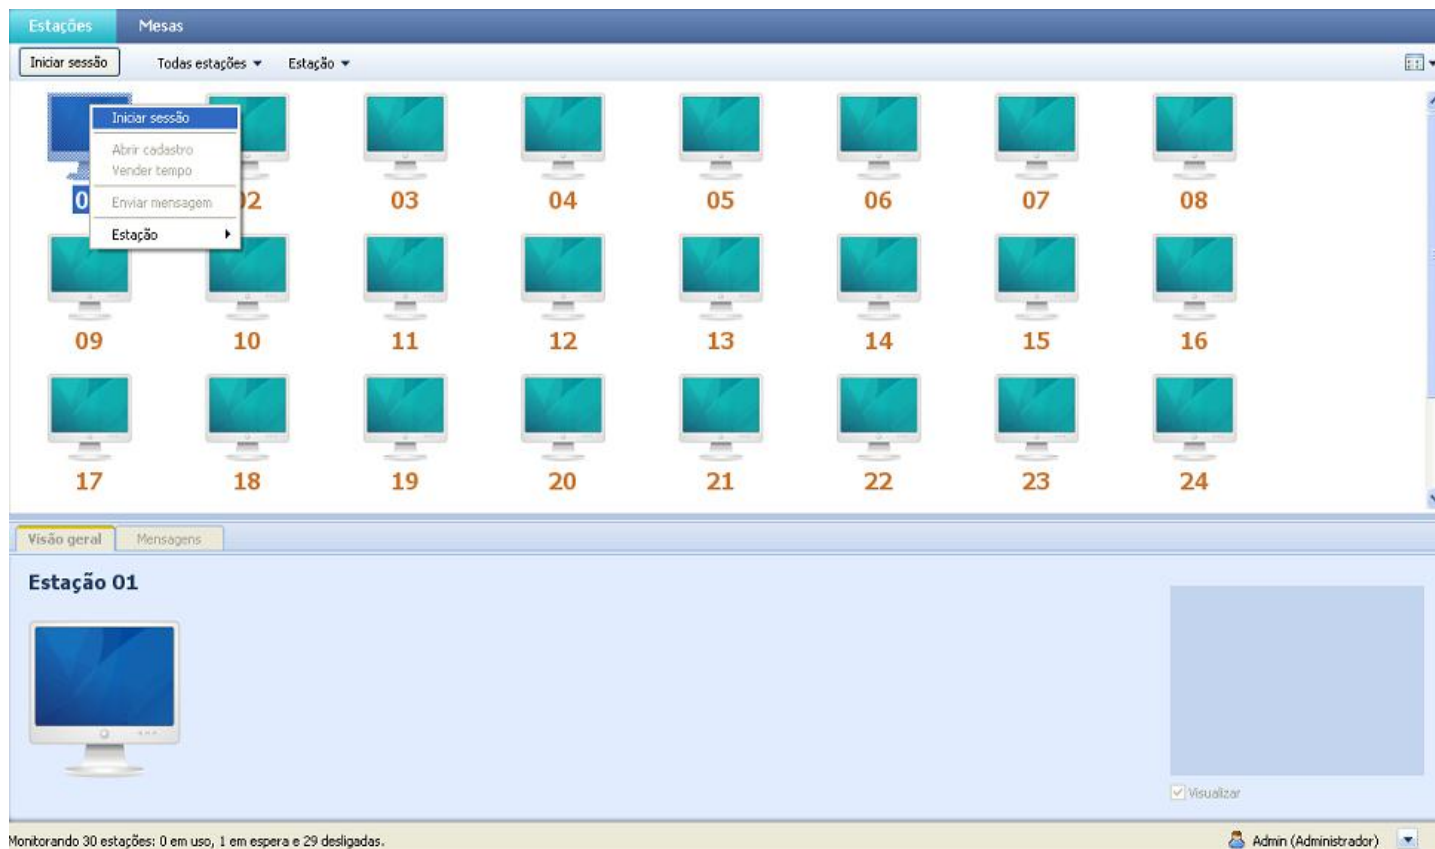 Estações Mesas
Iniciar sessão Todas estações Estação
Iniciar sessão
Abrir cadastro
Vender tempo
Enviar mensagem
Estação
03 04 05 06 07 08
09 10 11 12 13 14 15 16
17 18 19 20 21 22 23 24
Visão geral Mensagens
Estação 01
Visualizar
Monitorando 30 estações: 0 em uso, 1 em espera e 29 desligadas. Admin (Administrador)